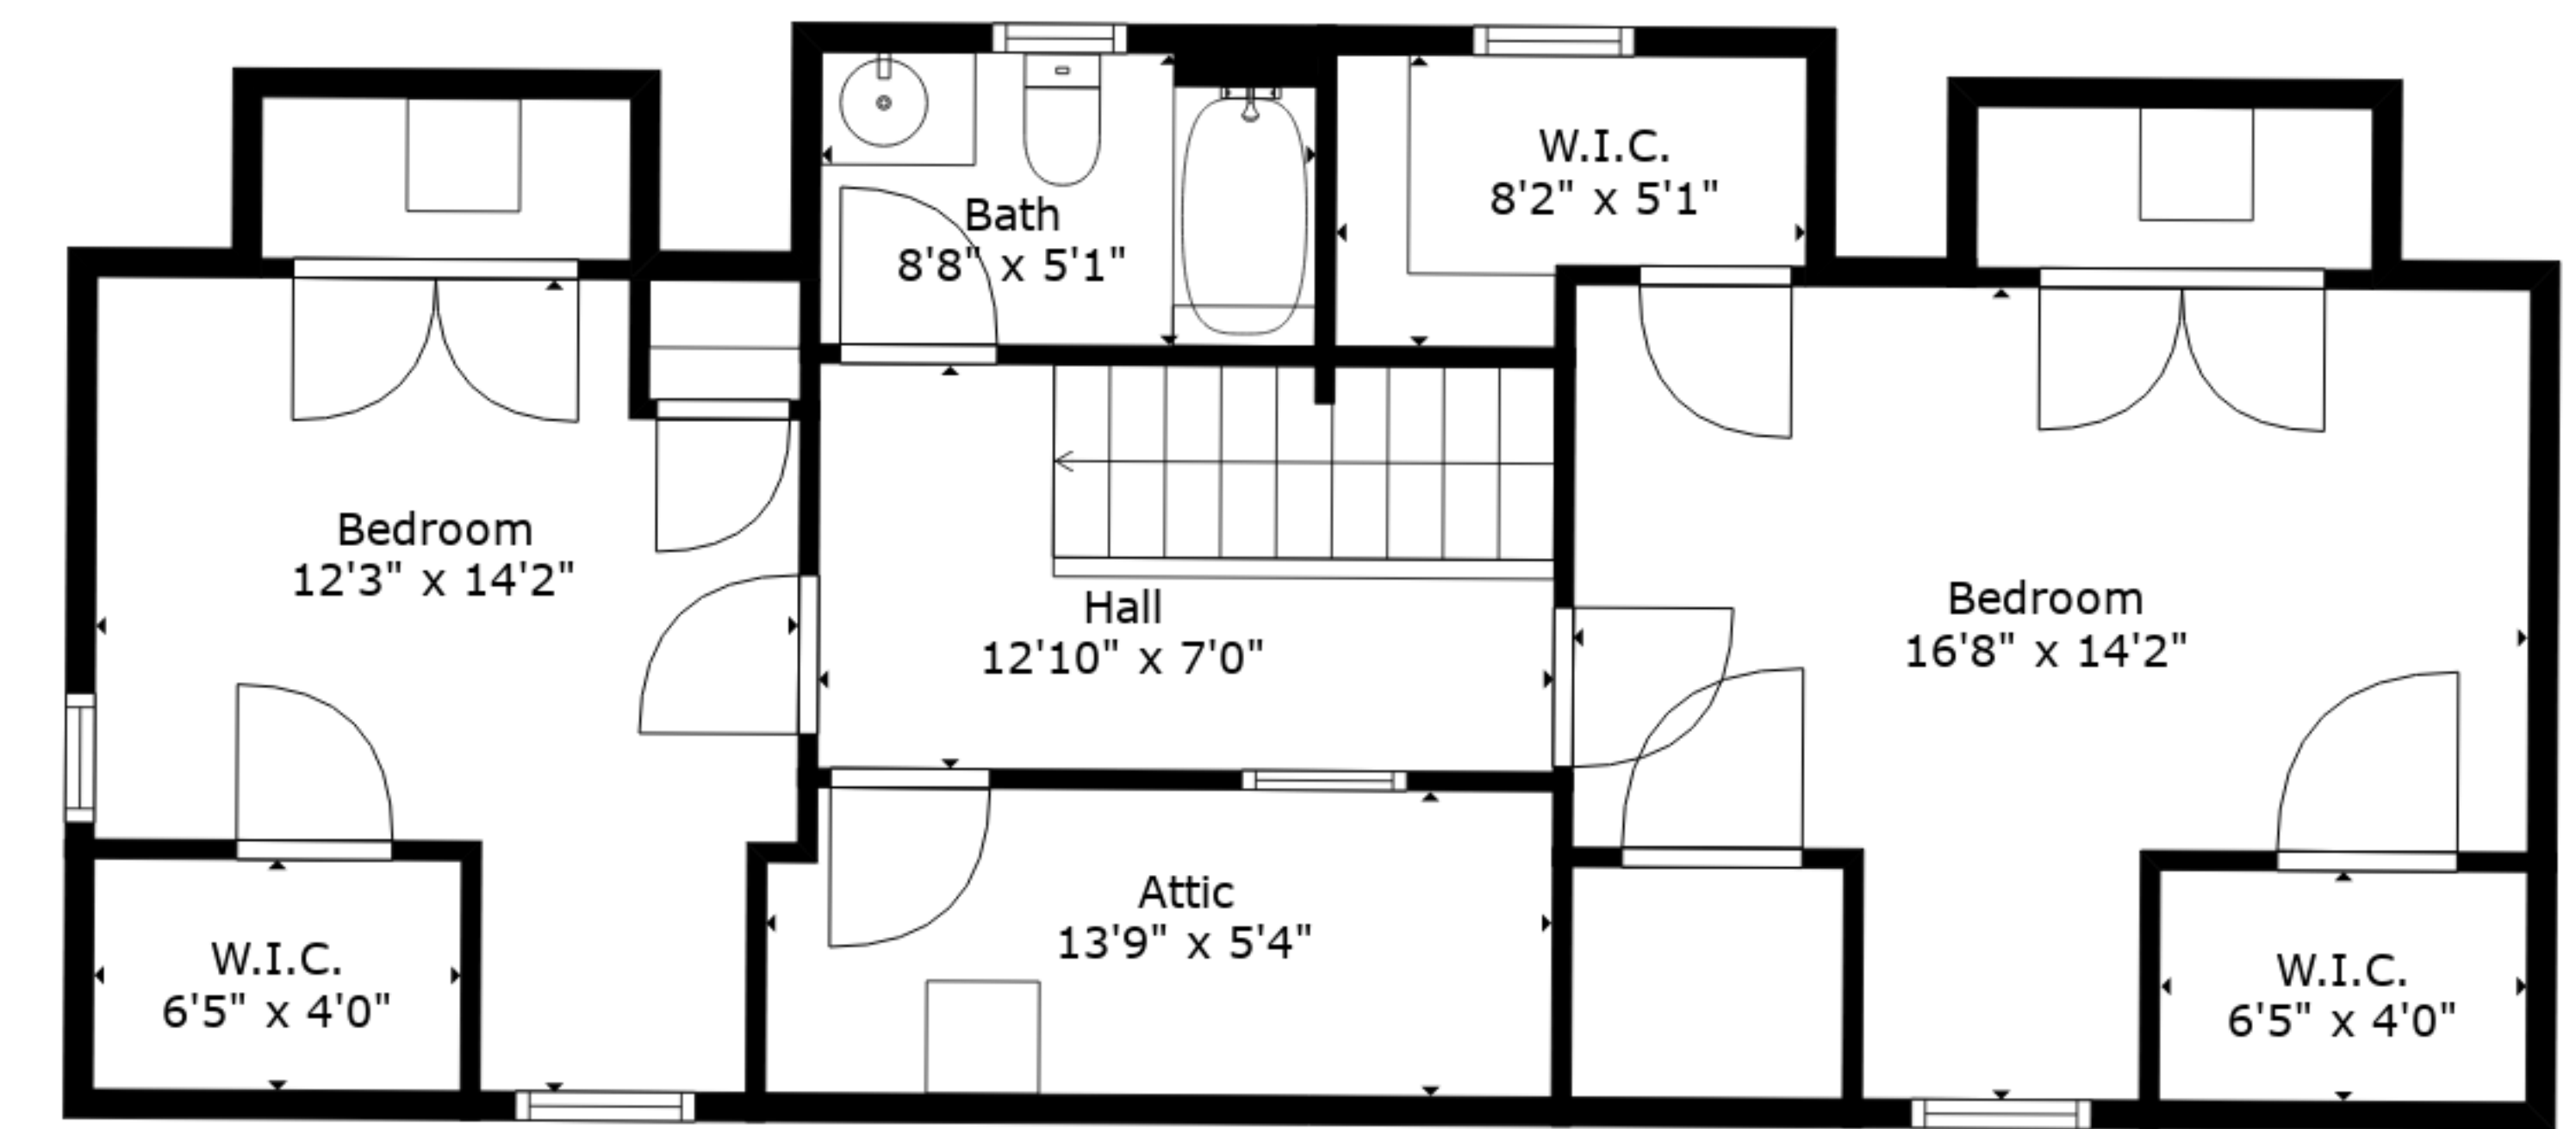 Bath
8'8" x 5'1"
W.I.C.
8'2" x 5'1"
Bedroom
12'3" x 14'2"
Hall
12'10" x 7'0"
Bedroom
16'8" x 14'2"
W.I.C.
6'5" x 4'0"
Attic
13'9" x 5'4"
W.I.C.
6'5" x 4'0"